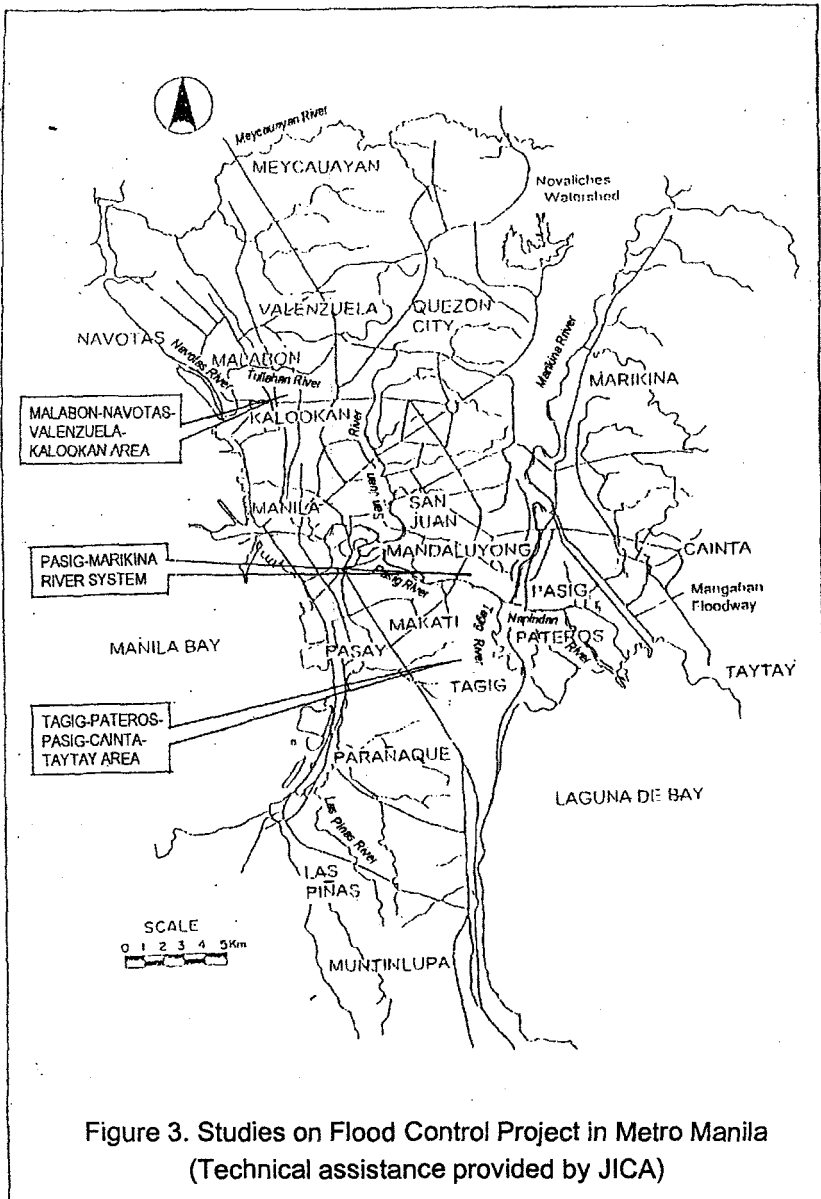 Meycauayan River
MEYCAUAYAN
Novaliches
Watershed
VALENZUELA
QUEZON
CITY
NAVOTAS
Navotas River
MALABON
Tullahan River
Marikina River
MARIKINA
MALABON-NAVOTAS-
VALENZUELA-
KALOOKAN AREA
KALOOKAN
San Juan River
MANILA
SAN
JUAN
MANDALUYONG
CAINTA
PASIG-MARIKINA
RIVER SYSTEM
Pasig River
PASIG
Mangahan
Floodway
MAKATI
Tagig River
Napindan River
PATEROS
MANILA BAY
PASAY
TAYTAY
TAGIG
TAGIG-PATEROS-
PASIG-CAINTA-
TAYTAY AREA
PARAÑAQUE
LAGUNA DE BAY
Las Piñas River
LAS
PIÑAS
SCALE
0 1 2 3 4 5Km
MUNTINLUPA
Figure 3. Studies on Flood Control Project in Metro Manila
(Technical assistance provided by JICA)